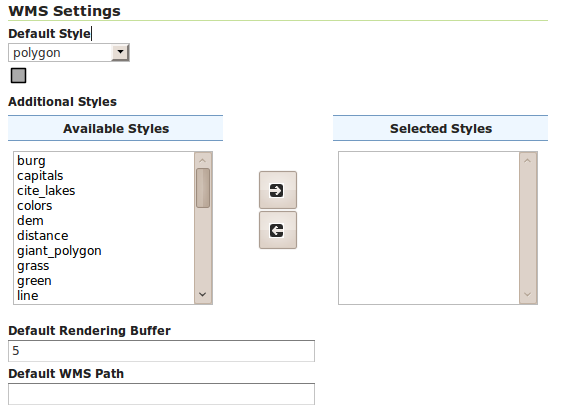 WMS Settings
Default Style
polygon
Additional Styles
Available Styles
Selected Styles
burg
capitals
cite_lakes
colors
dem
distance
giant_polygon
grass
green
line
Default Rendering Buffer
5
Default WMS Path